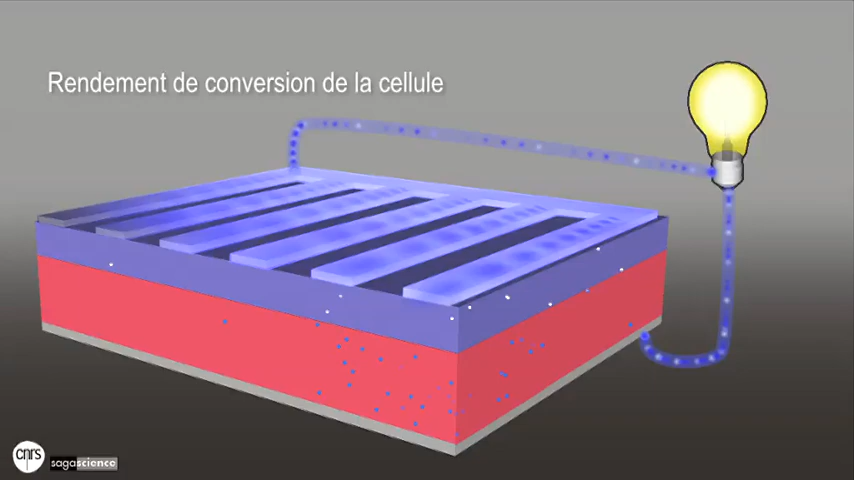 Rendement de conversion de la cellule
cnrs
sagascience